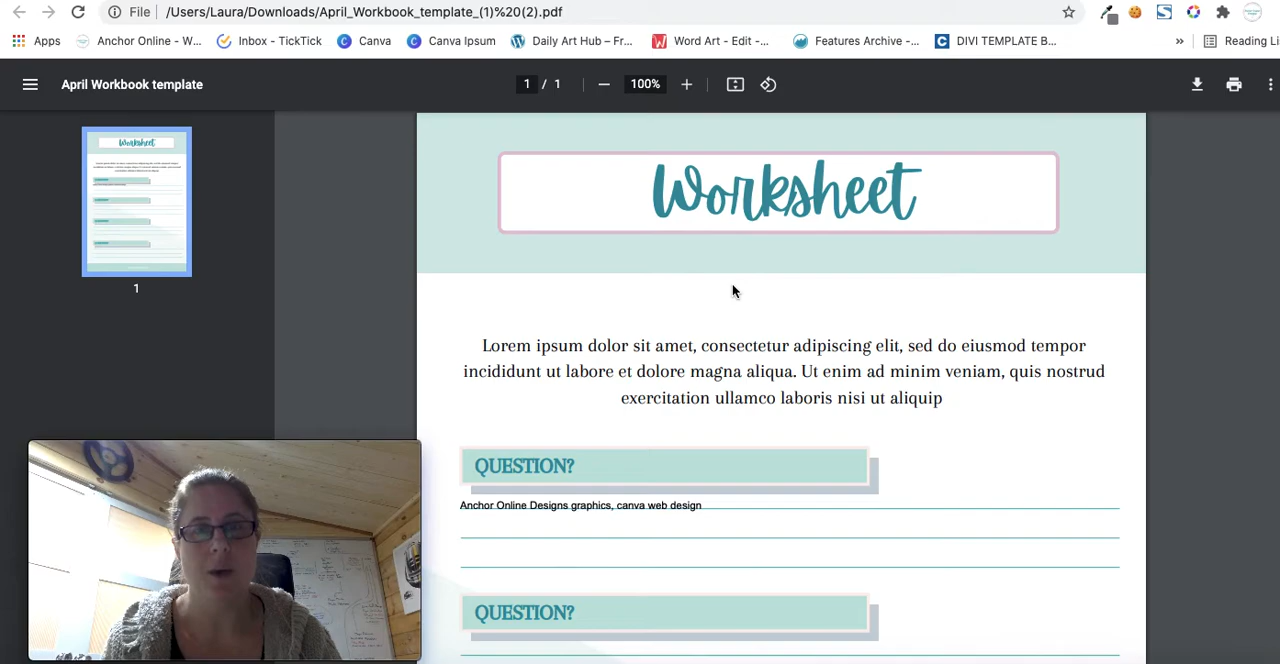 File /Users/Laura/Downloads/April_Workbook_template_(1)%20(2).pdf
Apps Anchor Online - W... Inbox - TickTick Canva Canva Ipsum Daily Art Hub – Fr... Word Art - Edit -... Features Archive -... DIVI TEMPLATE B... » Reading Li
April Workbook template 1 / 1 100%
Worksheet
1
Worksheet
Lorem ipsum dolor sit amet, consectetur adipiscing elit, sed do eiusmod tempor
incididunt ut labore et dolore magna aliqua. Ut enim ad minim veniam, quis nostrud
exercitation ullamco laboris nisi ut aliquip
QUESTION?
Anchor Online Designs graphics, canva web design
QUESTION?